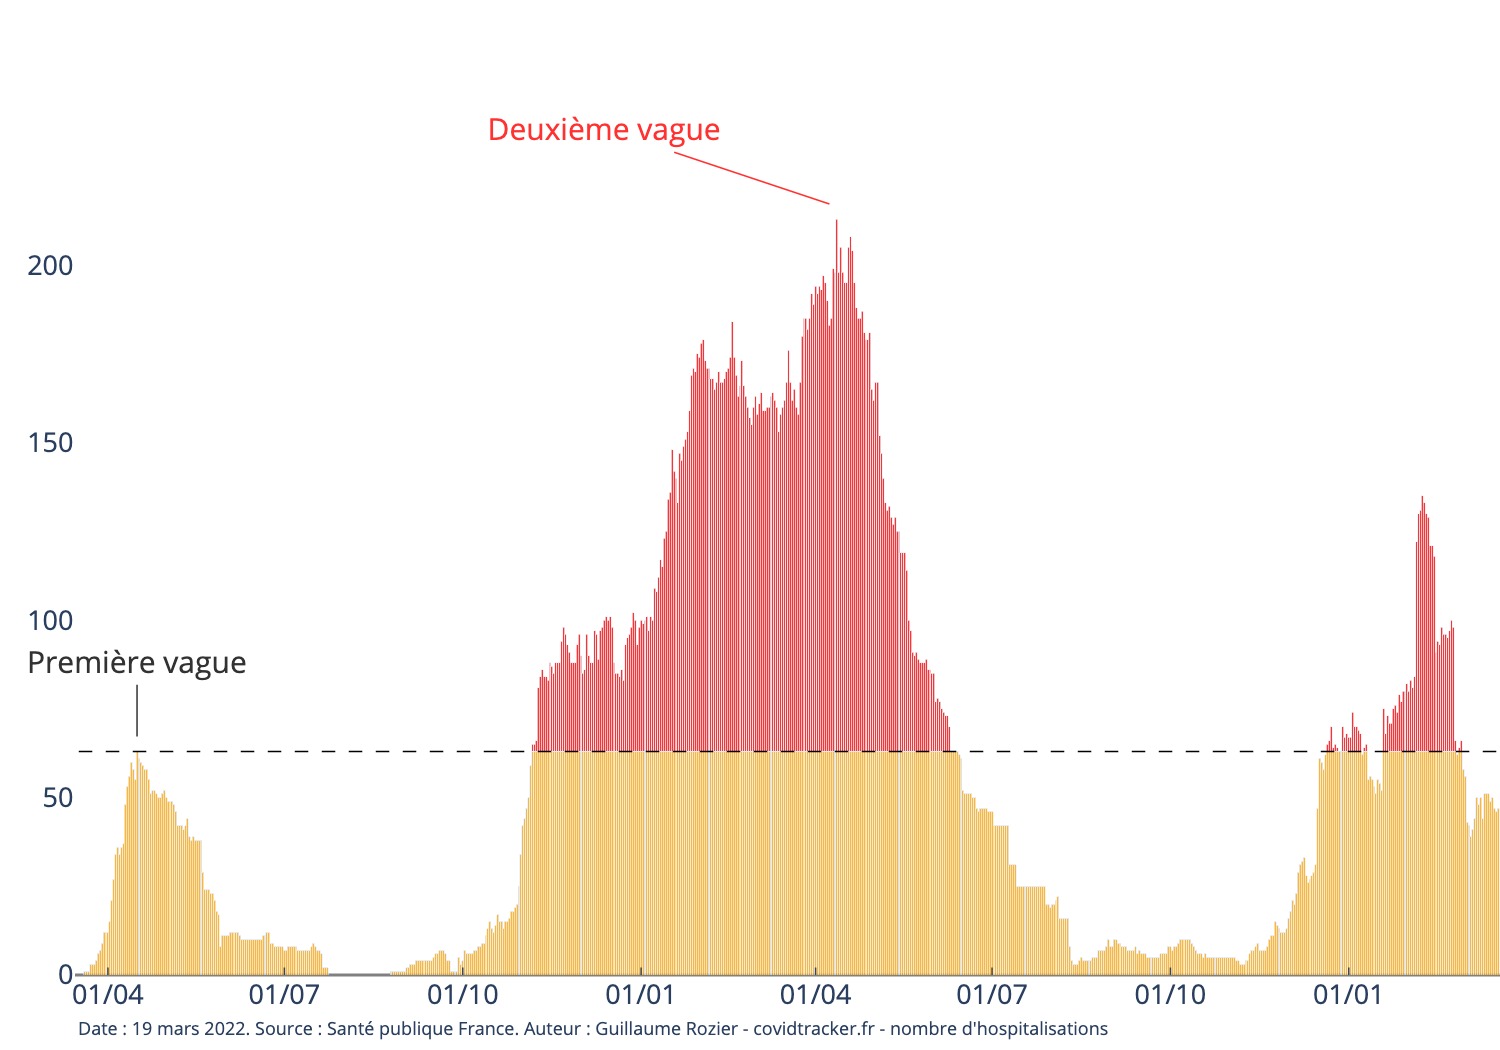 Deuxième vague
200
150
100
Première vague
50
0
01/04 01/07 01/10 01/01 01/04 01/07 01/10 01/01
Date : 19 mars 2022. Source : Santé publique France. Auteur : Guillaume Rozier - covidtracker.fr - nombre d'hospitalisations